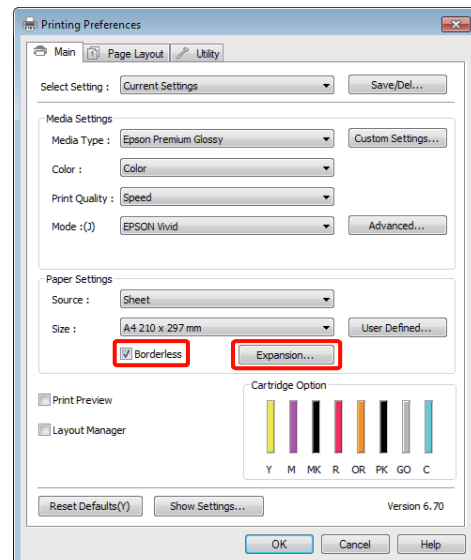 Printing Preferences
Main Page Layout Utility
Select Setting : Current Settings Save/Del...
Media Settings
Media Type : Epson Premium Glossy Custom Settings...
Color : Color
Print Quality : Speed
Mode :(J) EPSON Vivid Advanced...
Paper Settings
Source : Sheet
Size : A4 210 x 297 mm User Defined...
Borderless Expansion...
Cartridge Option
Print Preview
Layout Manager
Y M MK R OR PK GO C
Reset Defaults(Y) Show Settings... Version 6.70
OK Cancel Help